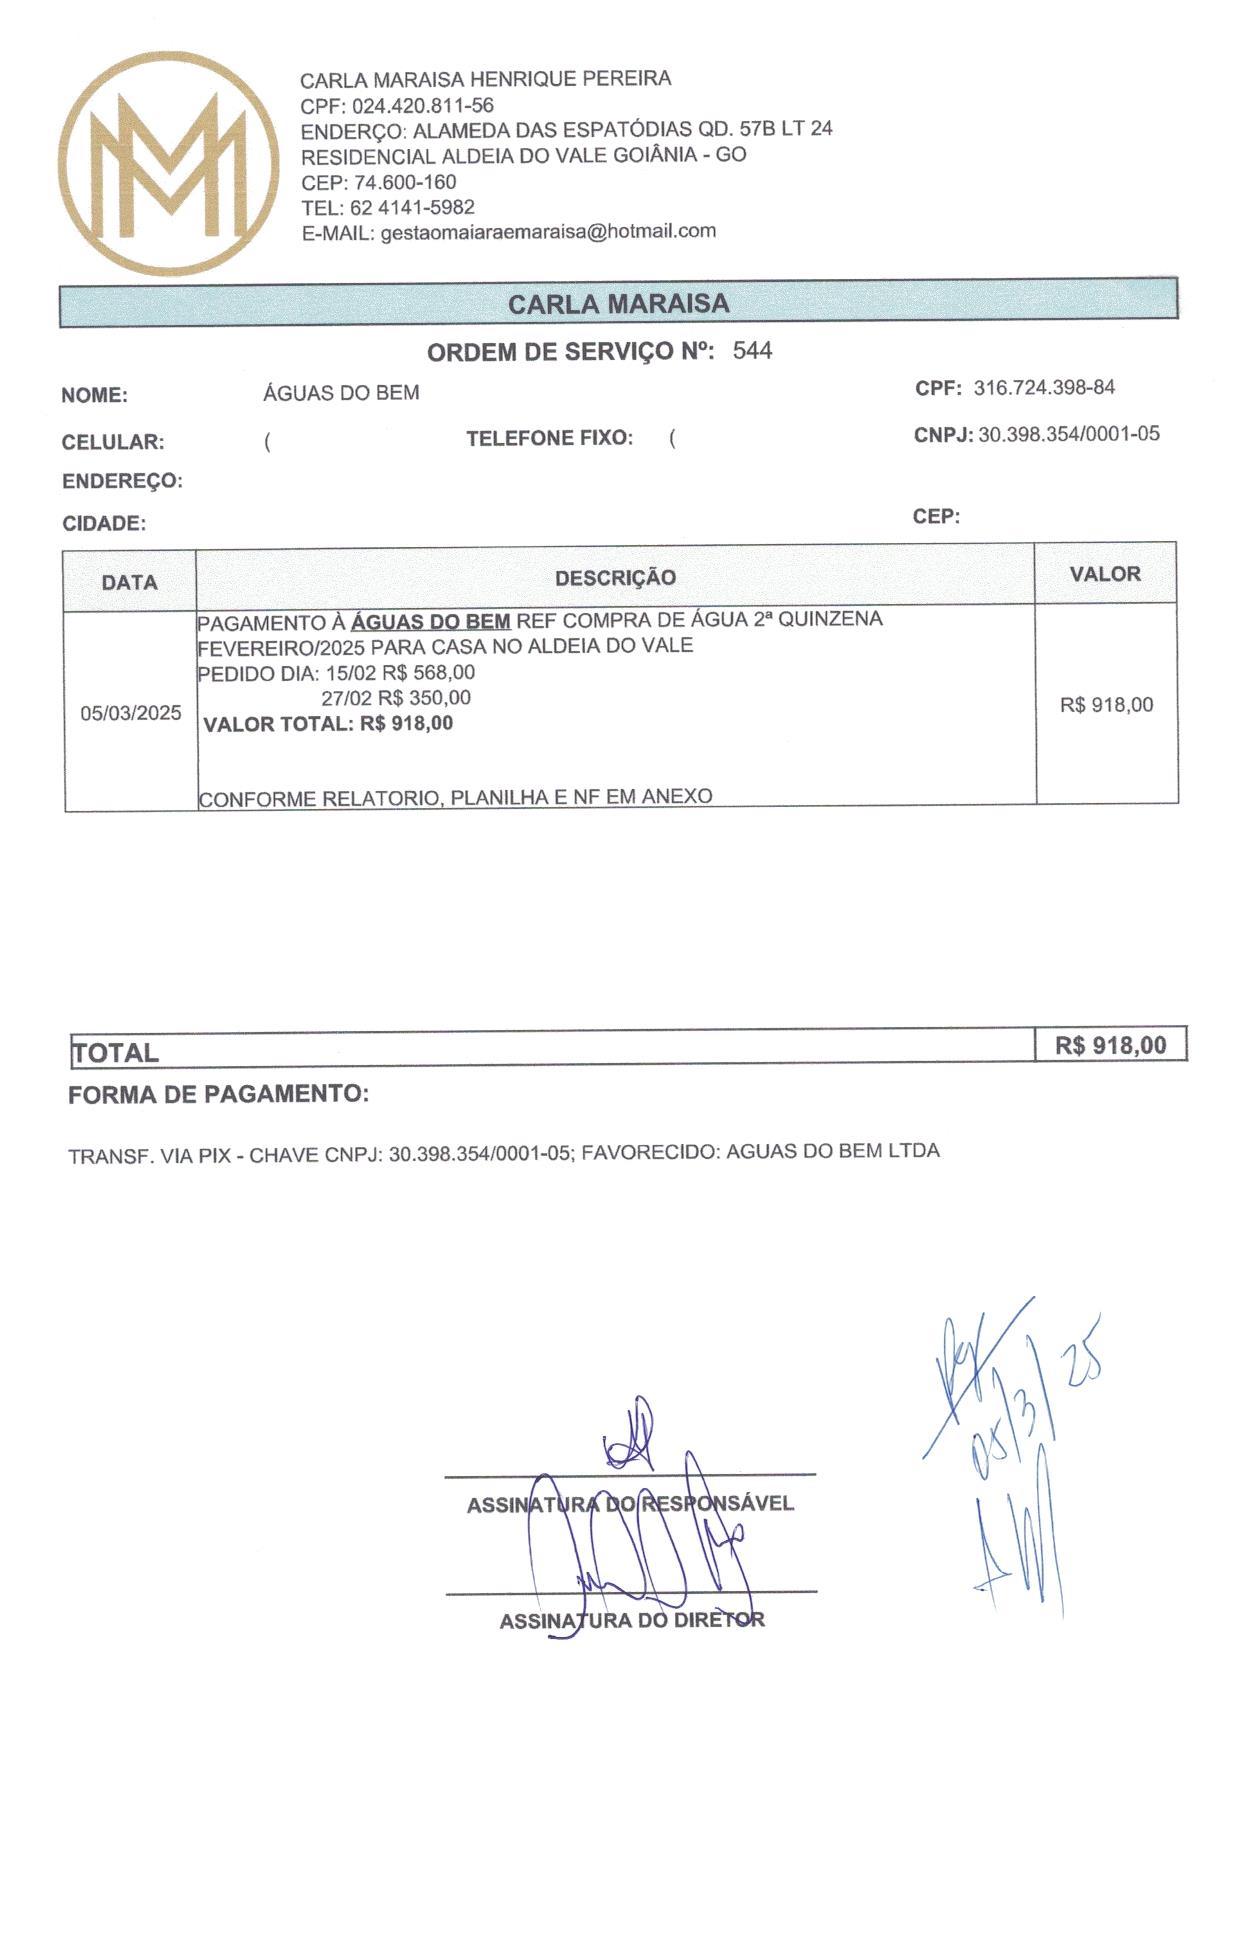 CARLA MARAISA HENRIQUE PEREIRA
CPF: 024.420.811-56
ENDERÇO: ALAMEDA DAS ESPATÓDIAS QD. 57B LT 24
RESIDENCIAL ALDEIA DO VALE GOIÂNIA - GO
CEP: 74.600-160
TEL: 62 4141-5982
E-MAIL: gestaomaiaraemaraisa@hotmail.com
CARLA MARAISA
ORDEM DE SERVIÇO Nº: 544
NOME: ÁGUAS DO BEM CPF: 316.724.398-84
CELULAR: ( TELEFONE FIXO: ( CNPJ: 30.398.354/0001-05
ENDEREÇO:
CIDADE: CEP:
DATA DESCRIÇÃO VALOR
PAGAMENTO À ÁGUAS DO BEM REF COMPRA DE ÁGUA 2ª QUINZENA
FEVEREIRO/2025 PARA CASA NO ALDEIA DO VALE
PEDIDO DIA: 15/02 R$ 568,00
27/02 R$ 350,00
05/03/2025 R$ 918,00
VALOR TOTAL: R$ 918,00
CONFORME RELATORIO, PLANILHA E NF EM ANEXO
TOTAL R$ 918,00
FORMA DE PAGAMENTO:
TRANSF. VIA PIX - CHAVE CNPJ: 30.398.354/0001-05; FAVORECIDO: AGUAS DO BEM LTDA
05/3/25
ASSINATURA DO RESPONSÁVEL
ASSINATURA DO DIRETOR